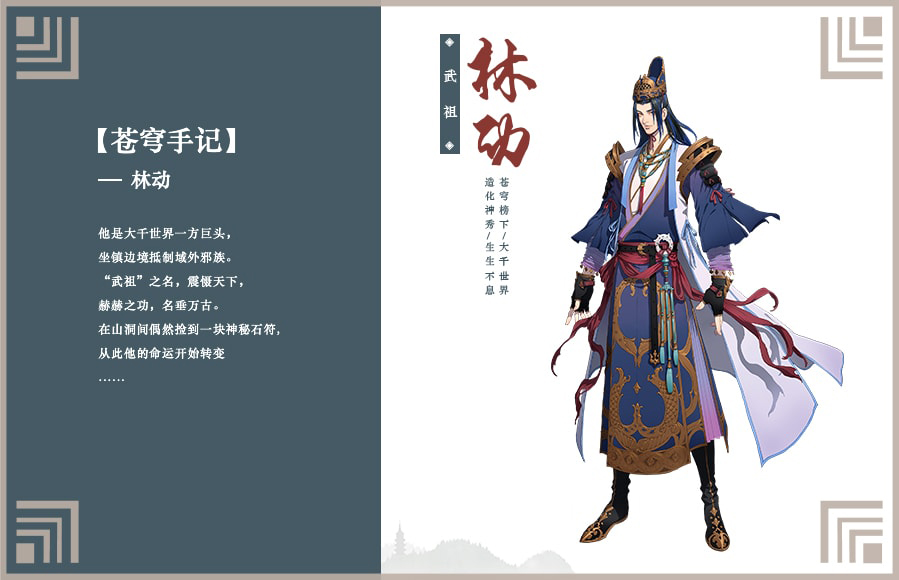 【苍穹手记】
— 林动
他是大千世界一方巨头，
坐镇边境抵制域外邪族。
“武祖”之名，震慑天下，
赫赫之功，名垂万古。
在山洞间偶然捡到一块神秘石符，
从此他的命运开始转变
……
武祖
林动
苍穹榜下/大千世界
造化神秀/生生不息